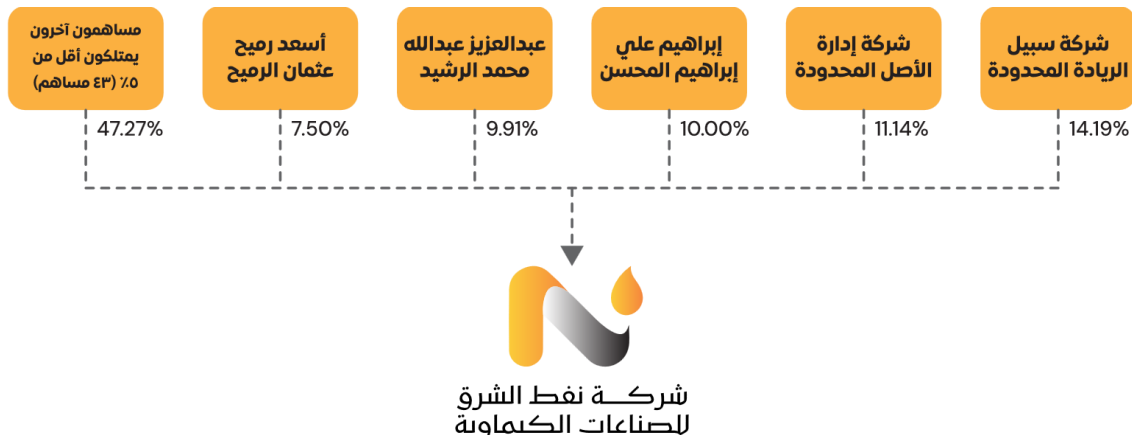 شركة سبيل
الريادة المحدودة
شركة إدارة
الأصل المحدودة
إبراهيم علي
إبراهيم المحسن
عبدالعزيز عبدالله
محمد الرشيد
أسعد رميح
عثمان الرميح
مساهمون آخرون
يمتلكون أقل من
٥٪ (٤٣ مساهم)
14.19%
11.14%
10.00%
9.91%
7.50%
47.27%
شركة نفط الشرق
للصناعات الكيماوية